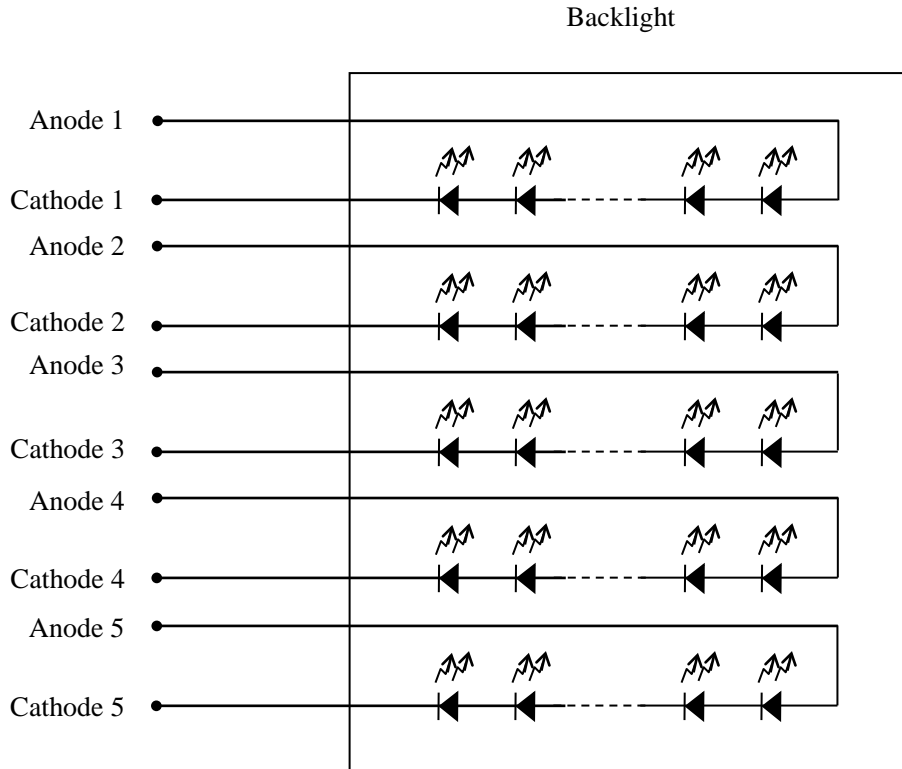 Backlight
Anode 1
Cathode 1
Anode 2
Cathode 2
Anode 3
Cathode 3
Anode 4
Cathode 4
Anode 5
Cathode 5